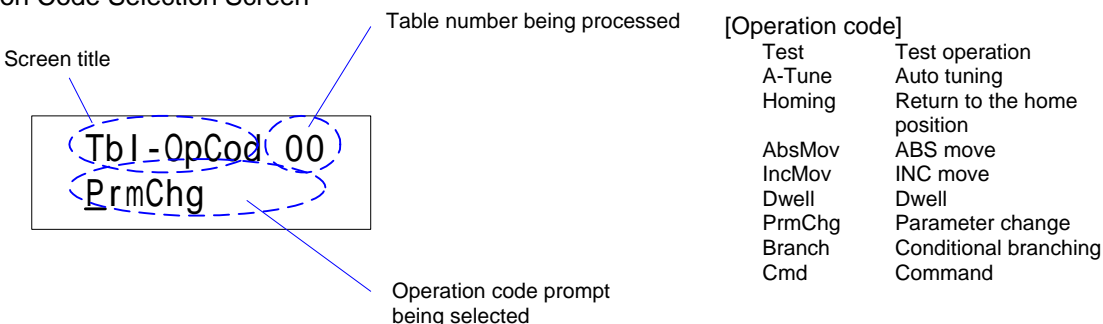 on Code Selection Screen
Table number being processed
Screen title
Tbl-OpCod 00
PrmChg
Operation code prompt
being selected
[Operation code]
Test Test operation
A-Tune Auto tuning
Homing Return to the home
position
AbsMov ABS move
IncMov INC move
Dwell Dwell
PrmChg Parameter change
Branch Conditional branching
Cmd Command